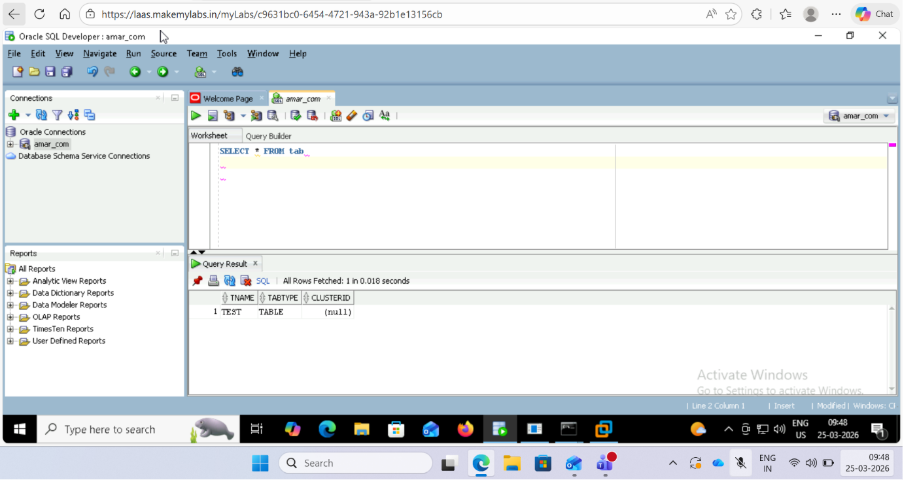 https://laas.makemylabs.in/myLabs/c9631bc0-6454-4721-943a-92b1e13156cb
Chat
Oracle SQL Developer : amar_com
File Edit View Navigate Run Source Team Tools Window Help
Connections
Oracle Connections
amar_com
Database Schema Service Connections
Reports
All Reports
Analytic View Reports
Data Dictionary Reports
Data Modeler Reports
OLAP Reports
TimesTen Reports
User Defined Reports
Welcome Page
amar_com
amar_com
Worksheet Query Builder
SELECT * FROM tab
Query Result
SQL | All Rows Fetched: 1 in 0.018 seconds
TNAME TABTYPE CLUSTERID
1 TEST TABLE (null)
Activate Windows
Go to Settings to activate Windows.
| Line 2 Column 1 | Insert | Modified | Windows: C
Type here to search
ENG
US
09:48
25-03-2026
Search
ENG
IN
09:48
25-03-2026